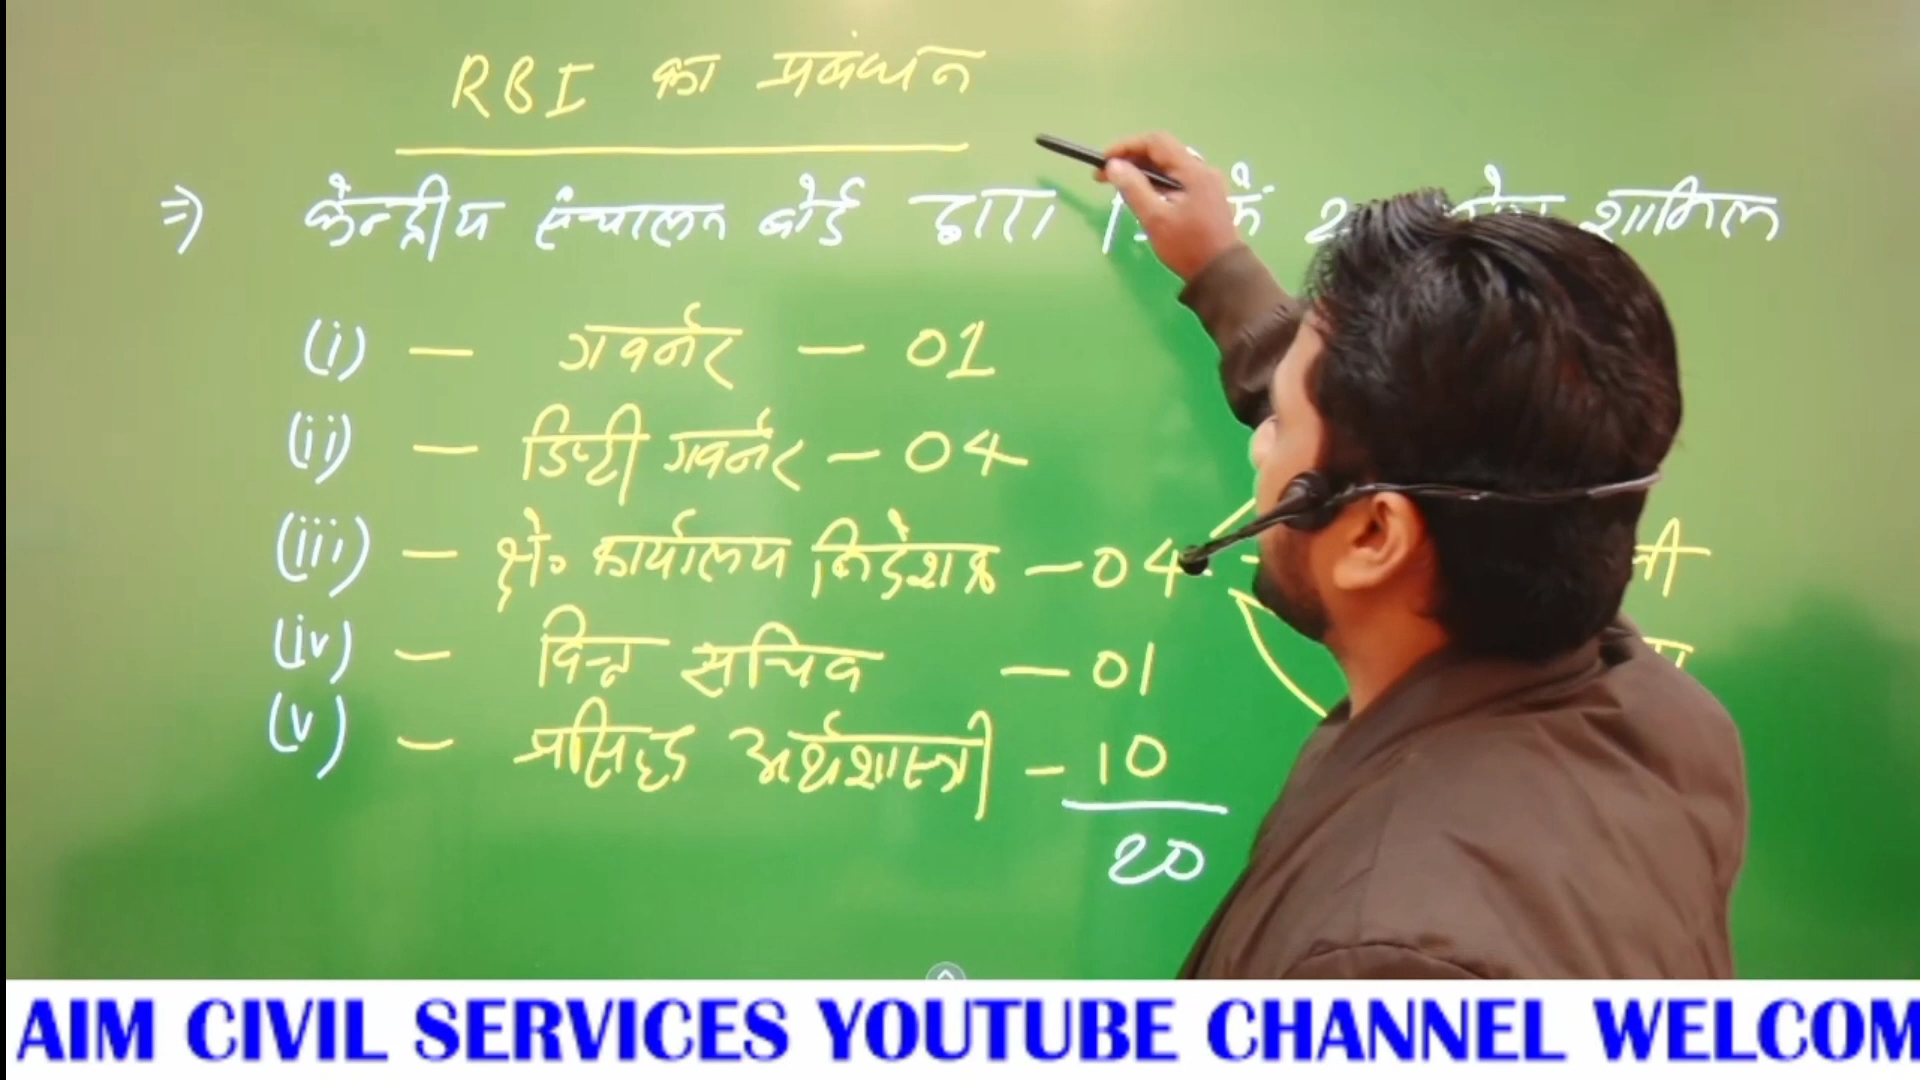 RBI का प्रबंधन
⇒ केन्द्रीय संचालन बोर्ड द्वारा शामिल
(i) — गवर्नर — 01
(ii) — डिप्टी गवर्नर — 04
(iii) — क्षे० कार्यालय निदेशक — 04
(iv) — वित्त सचिव — 01
(v) — प्रसिद्ध अर्थशास्त्री — 10
20
AIM CIVIL SERVICES YOUTUBE CHANNEL WELCOM